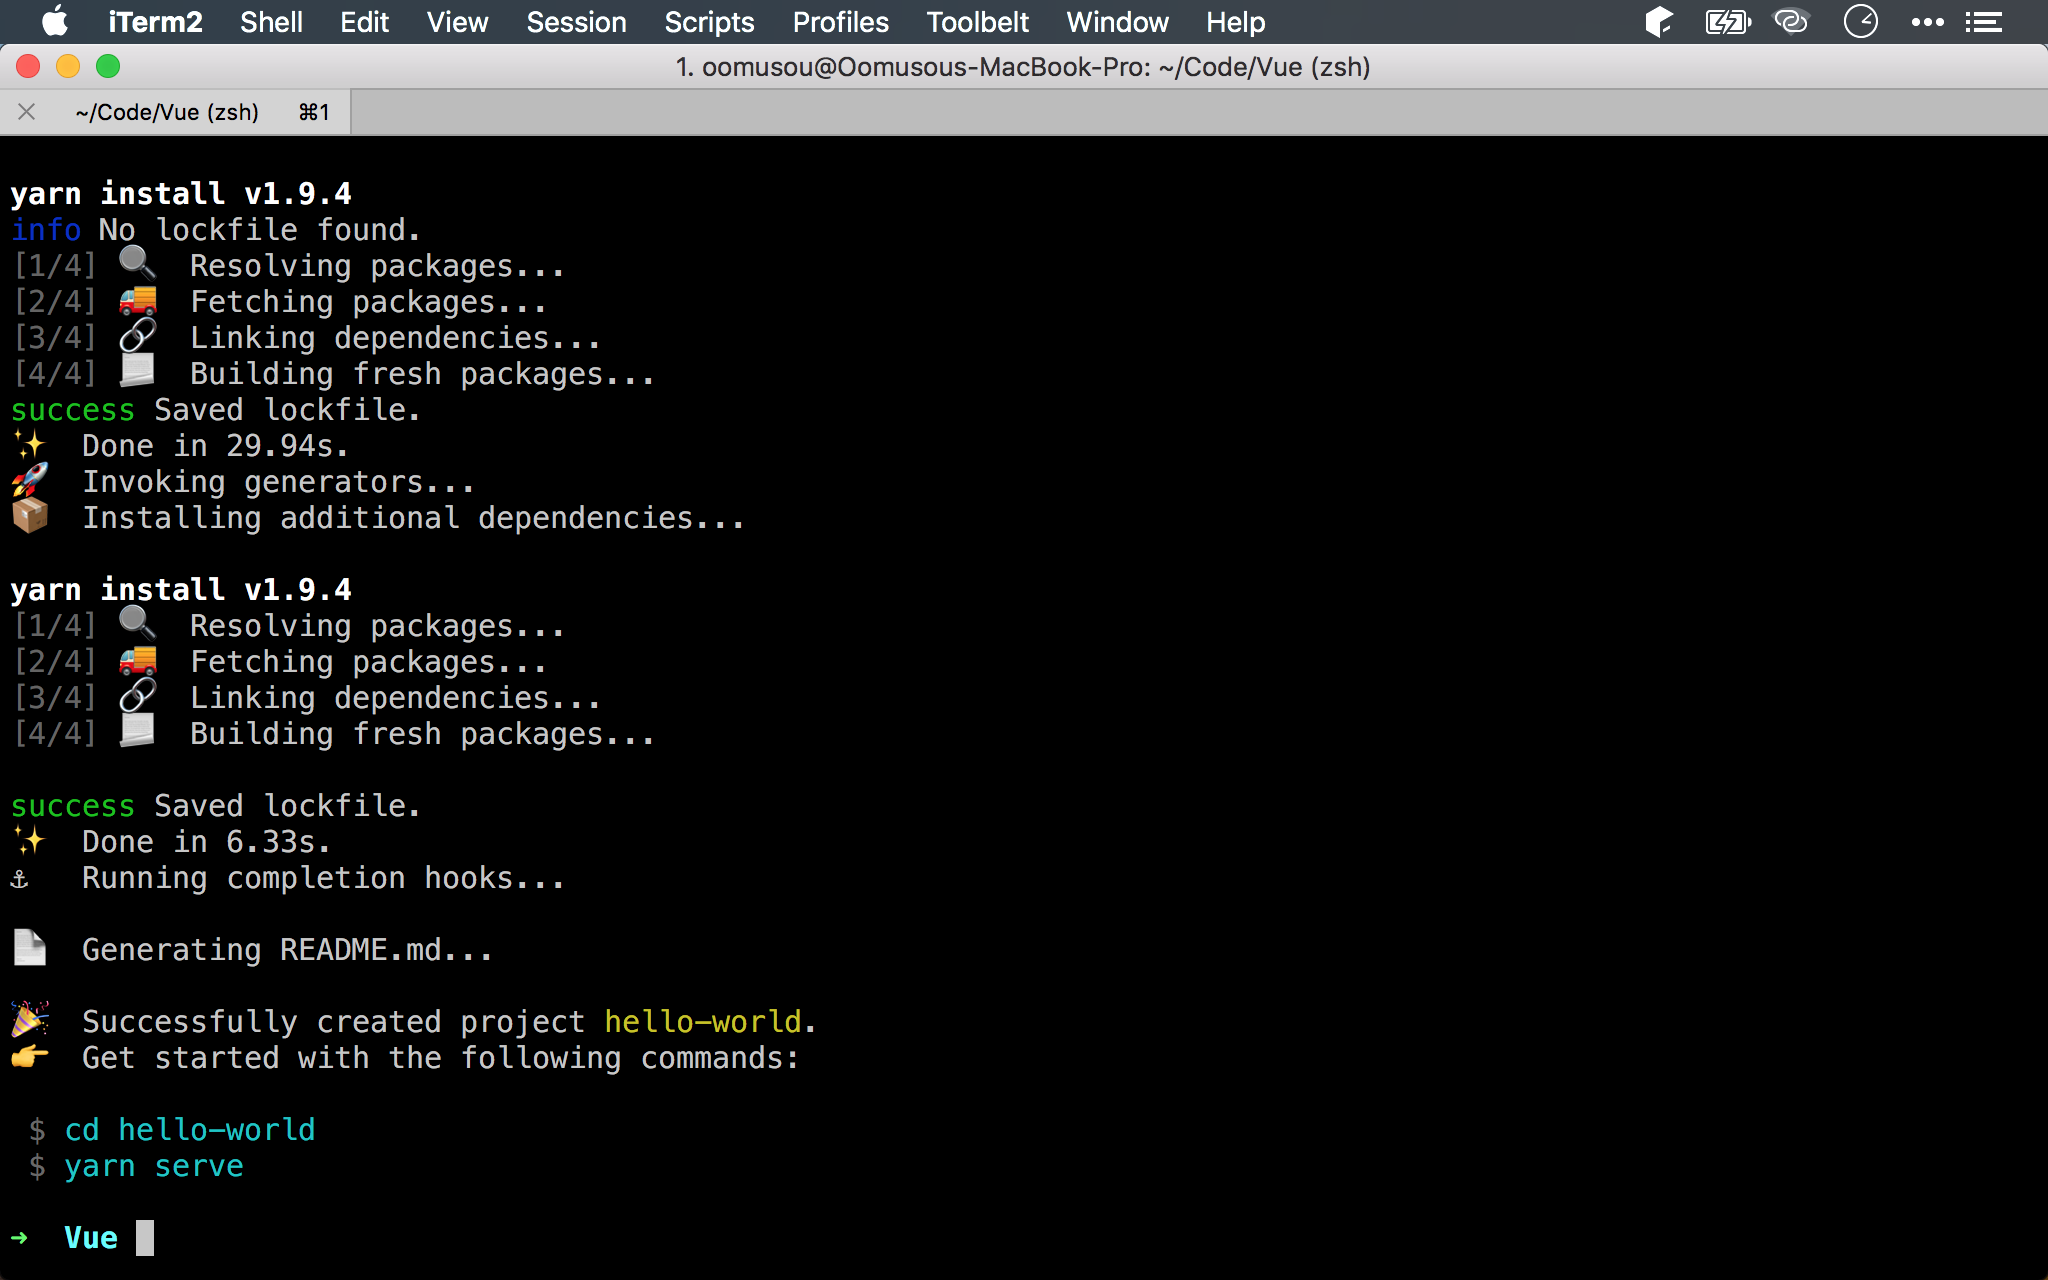 iTerm2 Shell Edit View Session Scripts Profiles Toolbelt Window Help
1. oomusou@Oomusous-MacBook-Pro: ~/Code/Vue (zsh)
~/Code/Vue (zsh) ⌘1
yarn install v1.9.4
info No lockfile found.
[1/4] 🔍 Resolving packages...
[2/4] 🚚 Fetching packages...
[3/4] 🔗 Linking dependencies...
[4/4] 📃 Building fresh packages...
success Saved lockfile.
✨ Done in 29.94s.
🚀 Invoking generators...
📦 Installing additional dependencies...
yarn install v1.9.4
[1/4] 🔍 Resolving packages...
[2/4] 🚚 Fetching packages...
[3/4] 🔗 Linking dependencies...
[4/4] 📃 Building fresh packages...
success Saved lockfile.
✨ Done in 6.33s.
⚓ Running completion hooks...
📄 Generating README.md...
🎉 Successfully created project hello-world.
👉 Get started with the following commands:
$ cd hello-world
$ yarn serve
➜ Vue